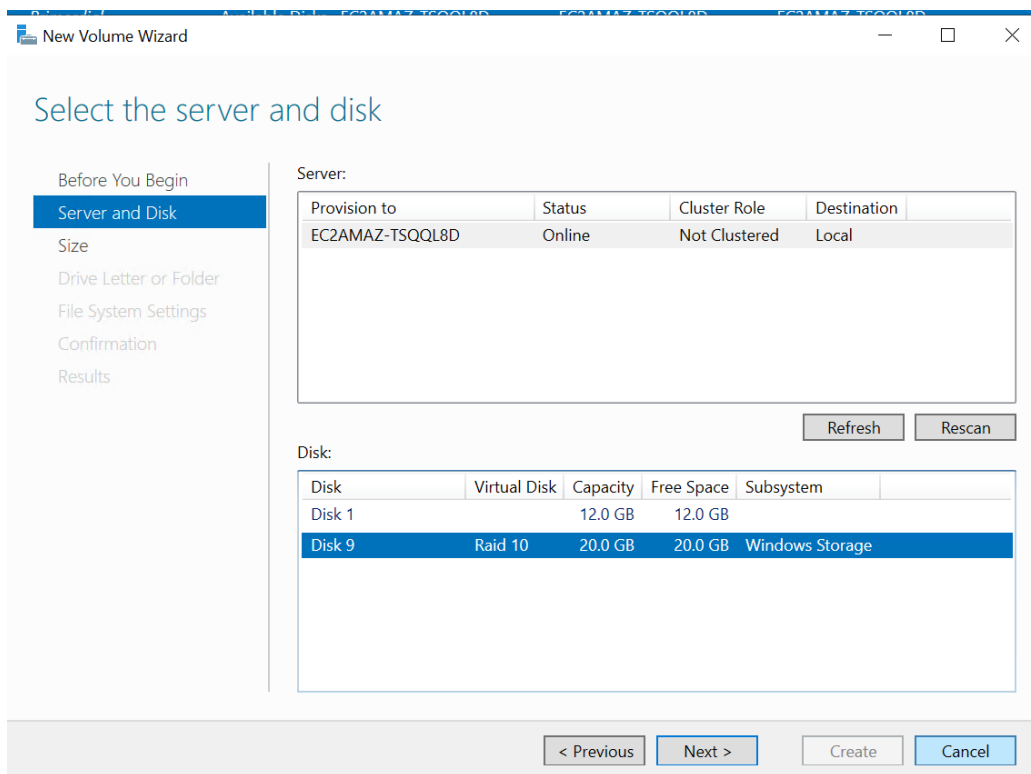 New Volume Wizard
Select the server and disk
Before You Begin
Server and Disk
Size
Drive Letter or Folder
File System Settings
Confirmation
Results
Server:
Provision to Status Cluster Role Destination
EC2AMAZ-TSQQL8D Online Not Clustered Local
Refresh Rescan
Disk:
Disk Virtual Disk Capacity Free Space Subsystem
Disk 1 12.0 GB 12.0 GB
Disk 9 Raid 10 20.0 GB 20.0 GB Windows Storage
< Previous Next > Create Cancel